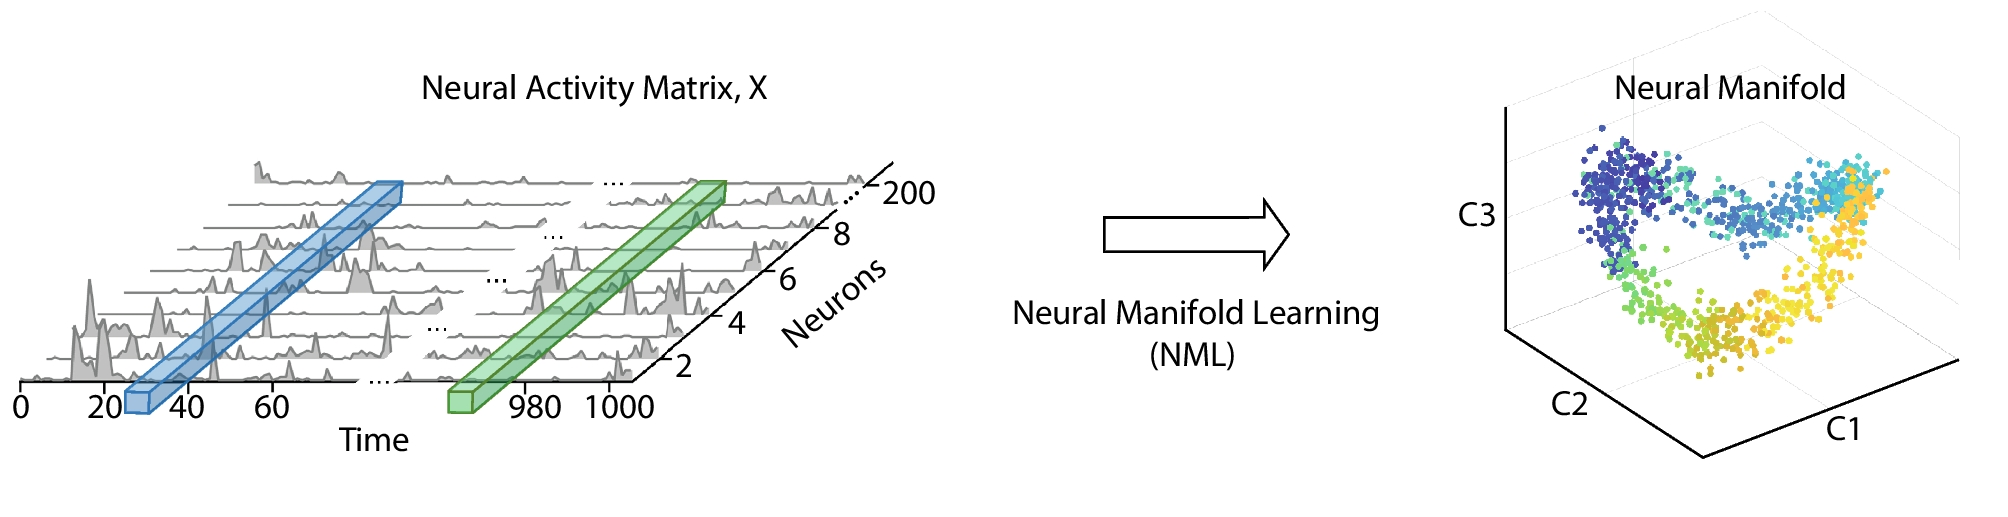 Neural Activity Matrix, X
Neural Manifold
...
200
8
...
6
...
4
...
2
...
Neurons
0 20 40 60 980 1000
Time
Neural Manifold Learning
(NML)
C3
C2
C1